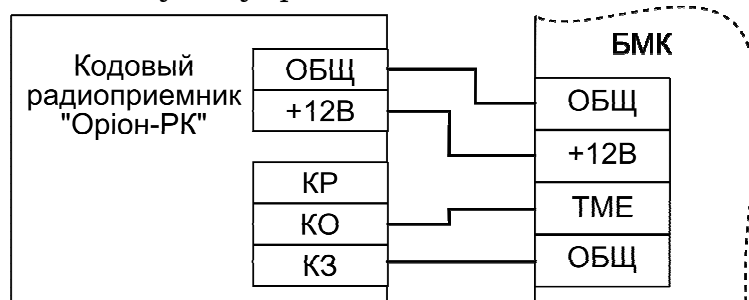 БМК
Кодовый
радиоприемник
"Оріон-РК"
ОБЩ
+12В
КР
КО
КЗ
ОБЩ
+12В
ТМЕ
ОБЩ